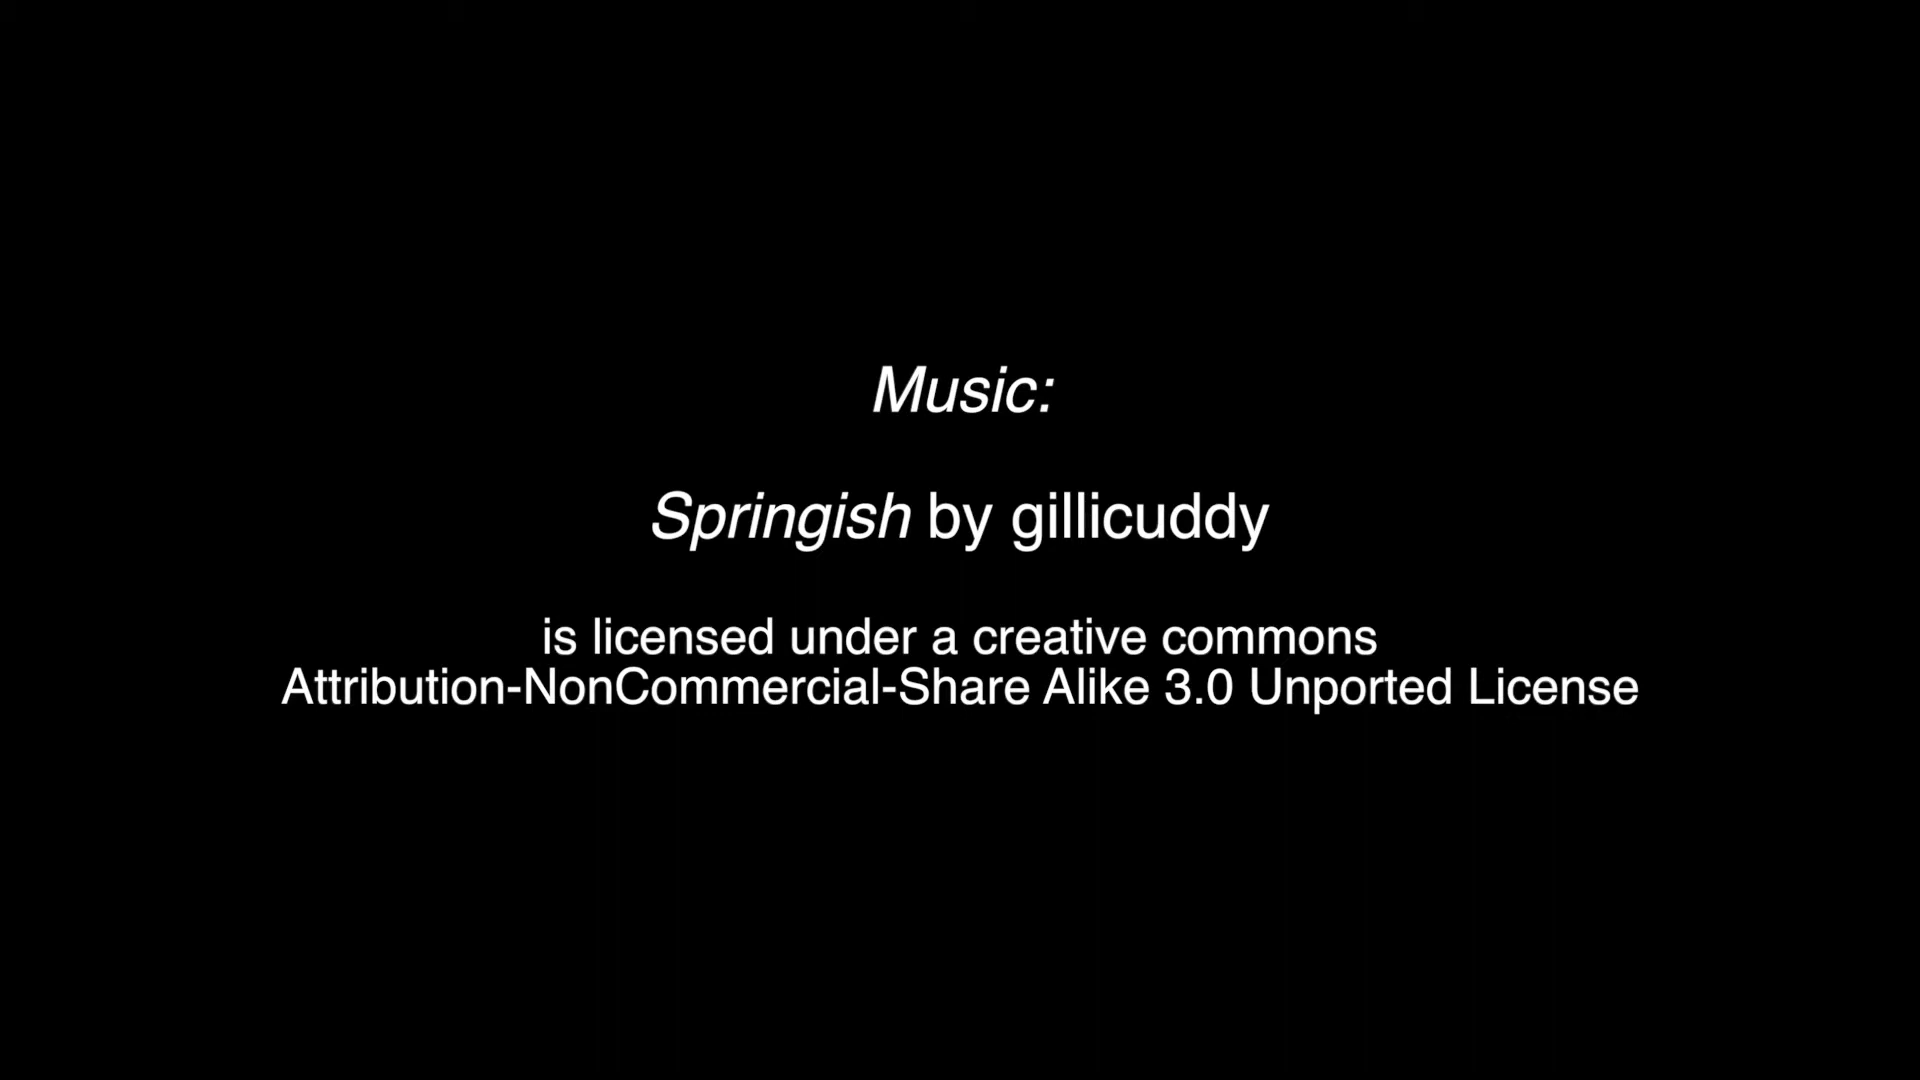 Music:
Springish by gillicuddy
is licensed under a creative commons
Attribution-NonCommercial-Share Alike 3.0 Unported License